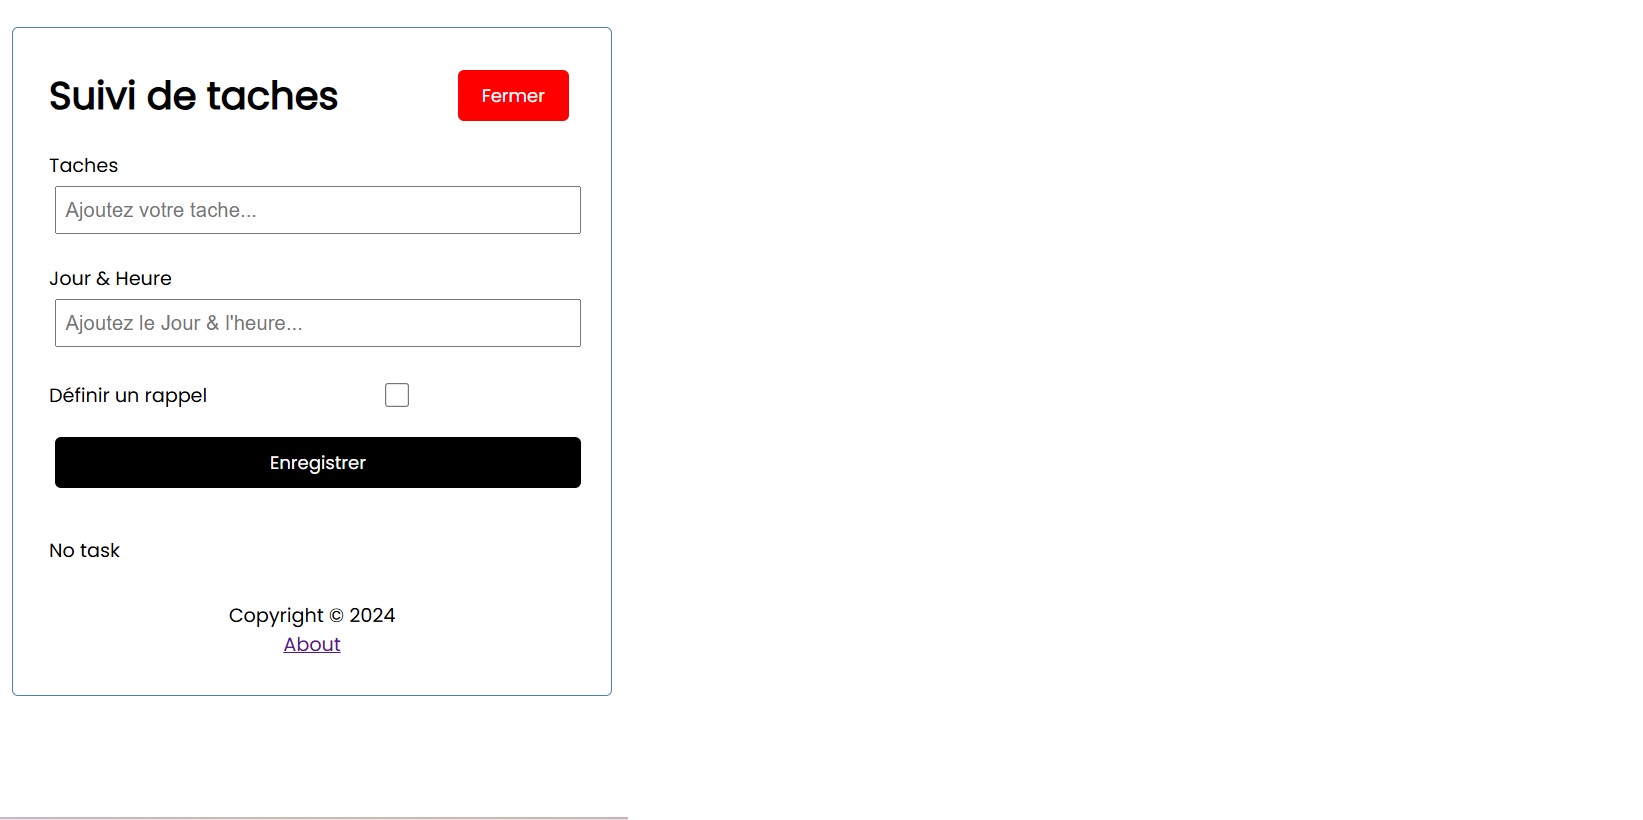 Suivi de taches
Fermer
Taches
Ajoutez votre tache...
Jour & Heure
Ajoutez le Jour & l'heure...
Définir un rappel
Enregistrer
No task
Copyright © 2024
About